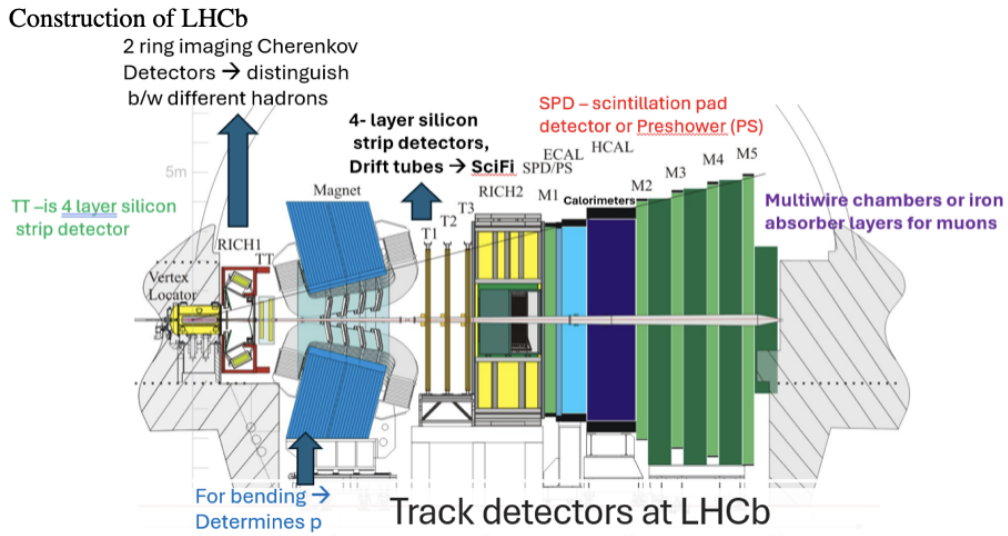 Construction of LHCb
2 ring imaging Cherenkov
Detectors → distinguish
b/w different hadrons
4- layer silicon
strip detectors,
Drift tubes → SciFi
SPD – scintillation pad
detector or Preshower (PS)
SPD/PS
ECAL
HCAL
M4
M5
M3
M2
5m
Magnet
RICH2
M1
Calorimeters
TT –is 4 layer silicon
strip detector
T3
T2
T1
Multiwire chambers or iron
absorber layers for muons
RICH1
TT
Vertex
Locator
For bending →
Determines p
Track detectors at LHCb